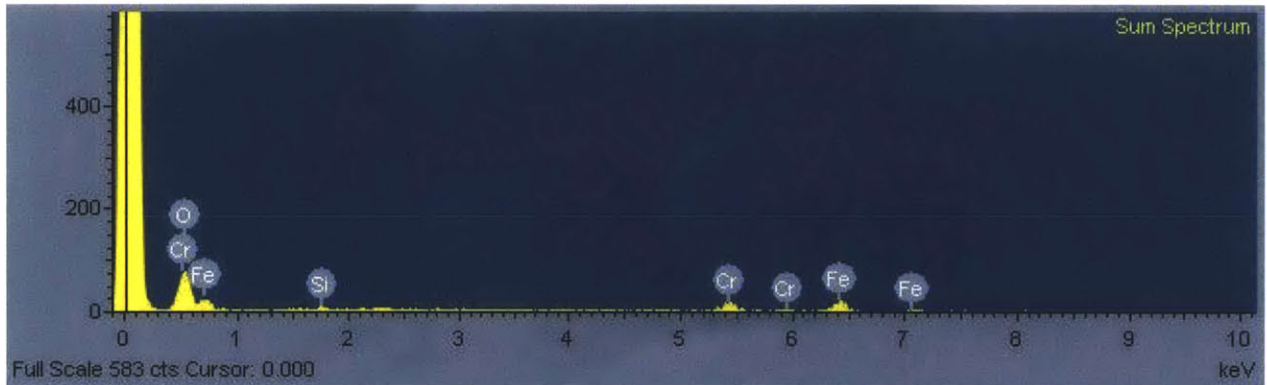 Sum Spectrum
400
200
O
Cr
Fe
Si
Cr
Cr
Fe
Fe
0
0 1 2 3 4 5 6 7 8 9 10
Full Scale 583 cts Cursor: 0.000 keV